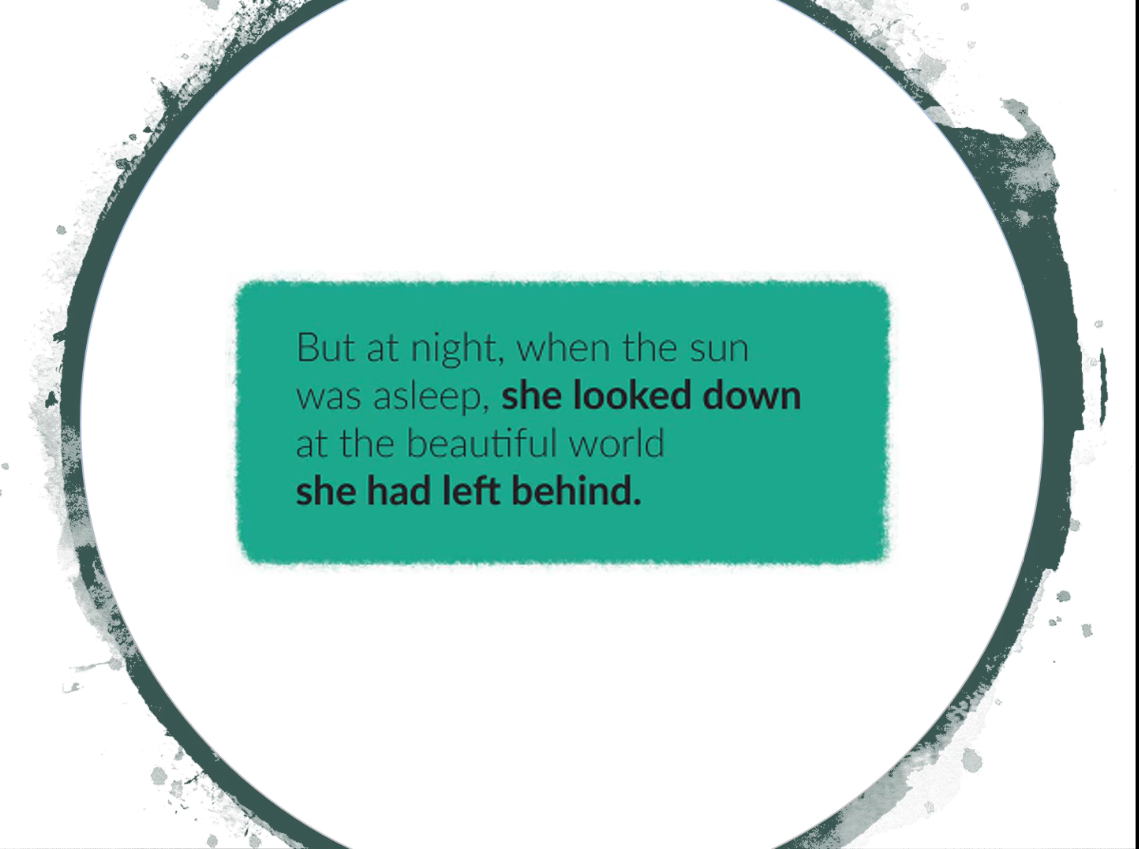 But at night, when the sun
was asleep, she looked down
at the beautiful world
she had left behind.